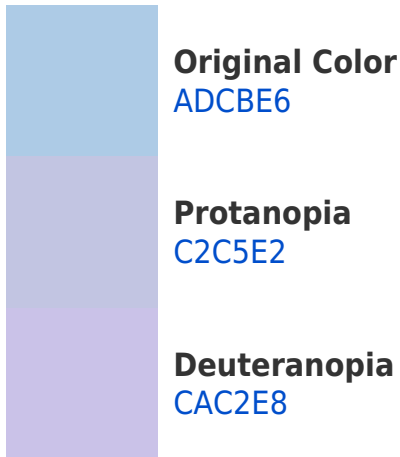 Original Color
ADCBE6
Protanopia
C2C5E2
Deuteranopia
CAC2E8